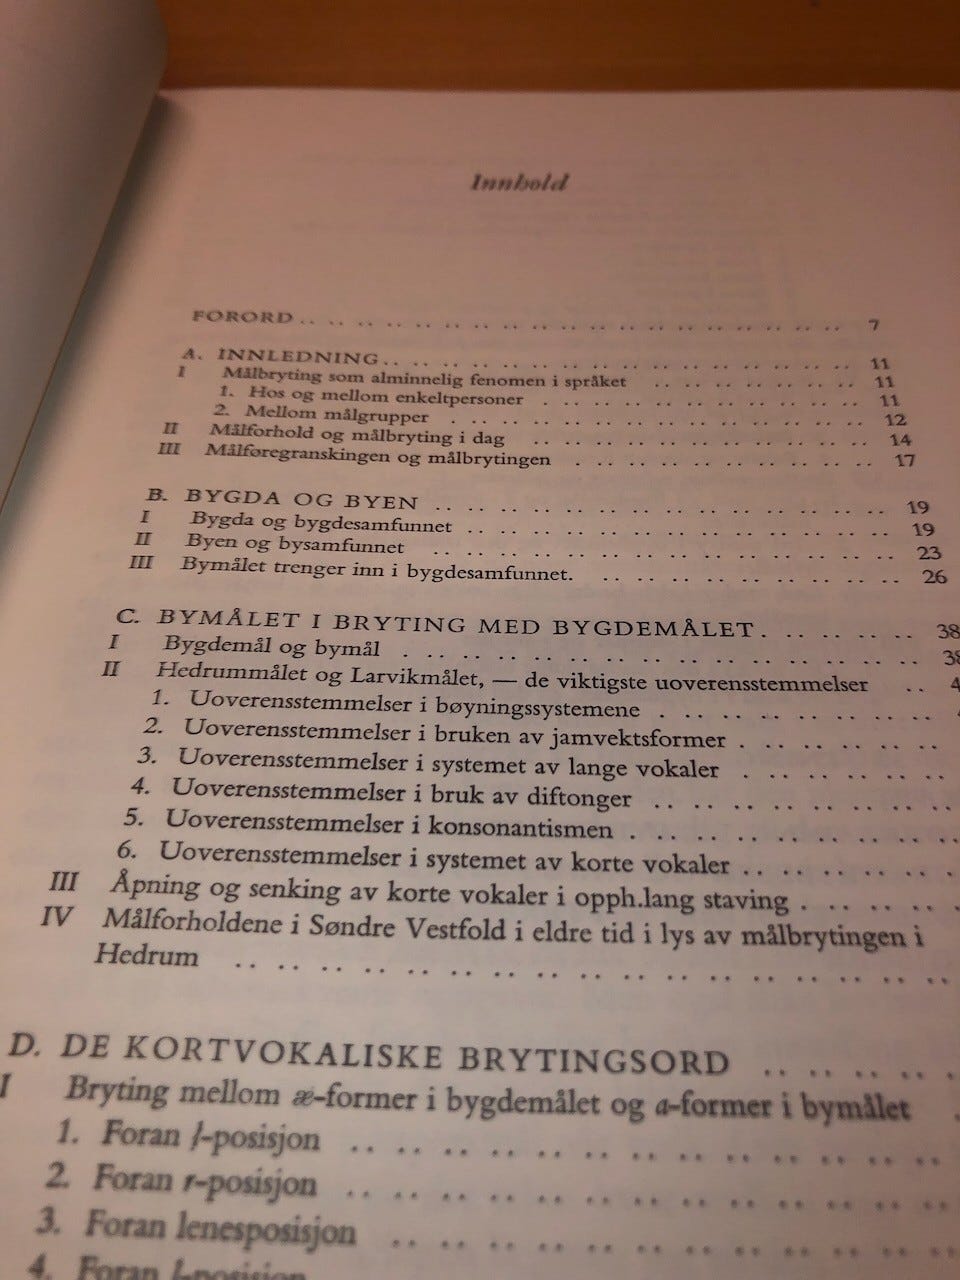 Innhold
FORORD .. .. .. .. .. .. .. .. .. .. .. .. .. .. .. .. .. .. .. 7
A. INNLEDNING .. .. .. .. .. .. .. .. .. .. .. .. .. .. .. .. 11
I Målbryting som alminnelig fenomen i språket .. .. .. .. .. .. .. 11
1. Hos og mellom enkeltpersoner . .. .. .. .. .. .. .. .. .. .. 11
2. Mellom målgrupper . .. .. .. .. .. .. .. .. .. .. .. .. .. 12
II Målforhold og målbryting i dag .. .. .. .. .. .. .. .. .. .. .. 14
III Målføregranskingen og målbrytingen . .. .. .. .. .. .. .. .. .. 17
B. BYGDA OG BYEN .. .. .. .. .. .. .. .. .. .. .. .. .. .. 19
I Bygda og bygdesamfunnet .. .. .. .. .. .. .. .. .. .. .. .. .. 19
II Byen og bysamfunnet .. .. .. .. .. .. .. .. .. .. .. .. .. .. 23
III Bymålet trenger inn i bygdesamfunnet. .. .. .. .. .. .. .. .. .. 26
C. BYMÅLET I BRYTING MED BYGDEMÅLET . .. .. .. .. .. 38
I Bygdemål og bymål . .. .. .. .. .. .. .. .. .. .. .. .. .. 38
II Hedrummålet og Larvikmålet, — de viktigste uoverensstemmelser .. . 4
1. Uoverensstemmelser i bøyningssystemene . .. .. .. .. .. .. ..
2. Uoverensstemmelser i bruken av jamvektsformer . .. .. .. .. ..
3. Uoverensstemmelser i systemet av lange vokaler . .. .. .. .. ..
4. Uoverensstemmelser i bruk av diftonger .. .. .. .. .. .. .. ..
5. Uoverensstemmelser i konsonantismen . .. .. .. .. .. .. .. ..
6. Uoverensstemmelser i systemet av korte vokaler .. .. .. .. .. ..
III Åpning og senking av korte vokaler i opph.lang staving . .. .. .. ..
IV Målforholdene i Søndre Vestfold i eldre tid i lys av målbrytingen i
Hedrum .. .. .. .. .. .. .. .. .. .. .. .. .. .. .. .. ..
D. DE KORTVOKALISKE BRYTINGSORD .. .. .. .. ..
I Bryting mellom æ-former i bygdemålet og a-former i bymålet .
1. Foran l-posisjon .. .. .. .. .. .. .. .. .. .. .. .. .. ..
2. Foran r-posisjon .. .. .. .. .. .. .. .. .. .. .. .. .. ..
3. Foran lenesposisjon .. .. .. .. .. .. .. .. .. .. .. .. ..
4. Foran